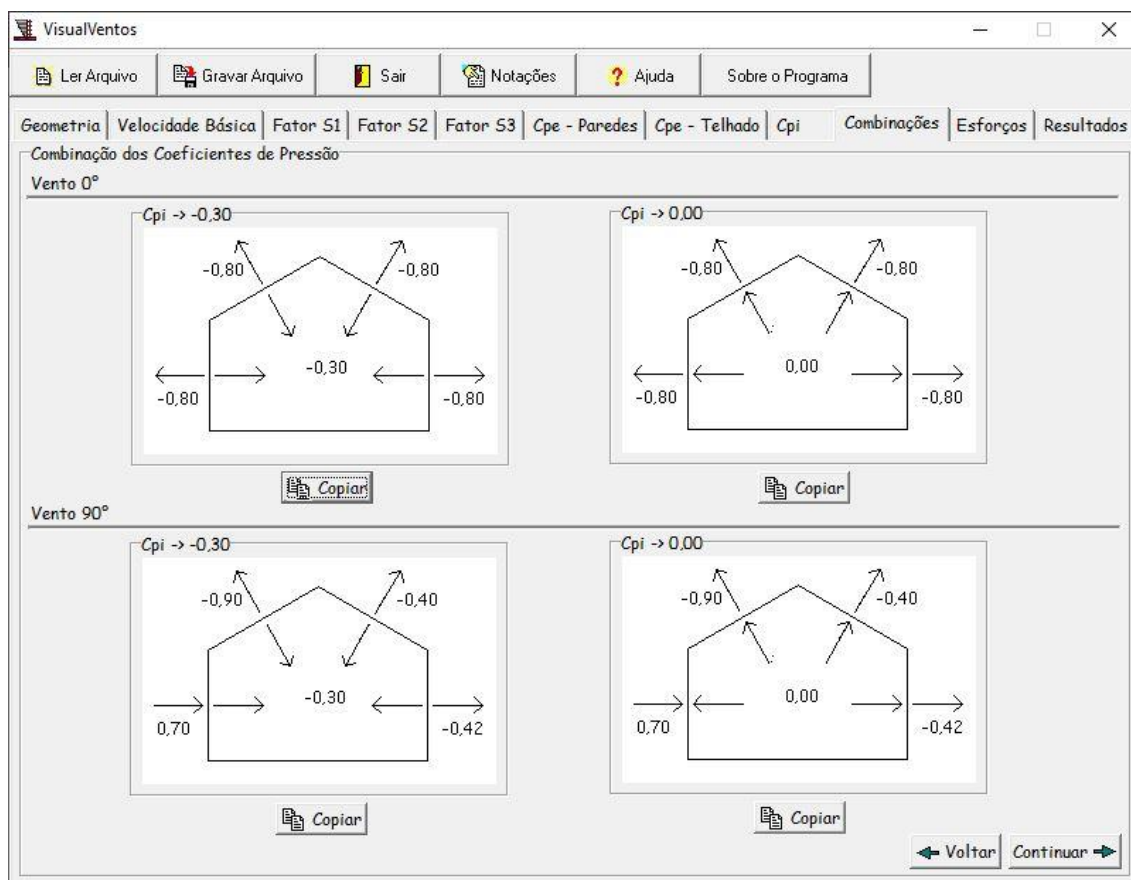 VisualVentos
Ler Arquivo Gravar Arquivo Sair Notações Ajuda Sobre o Programa
Geometria Velocidade Básica Fator S1 Fator S2 Fator S3 Cpe - Paredes Cpe - Telhado Cpi Combinações Esforços Resultados
Combinação dos Coeficientes de Pressão
Vento 0°
Cpi -> -0,30
-0,80 -0,80
-0,30
-0,80 -0,80
Copiar
Cpi -> 0,00
-0,80 -0,80
0,00
-0,80 -0,80
Copiar
Vento 90°
Cpi -> -0,30
-0,90 -0,40
-0,30
0,70 -0,42
Copiar
Cpi -> 0,00
-0,90 -0,40
0,00
0,70 -0,42
Copiar
Voltar Continuar